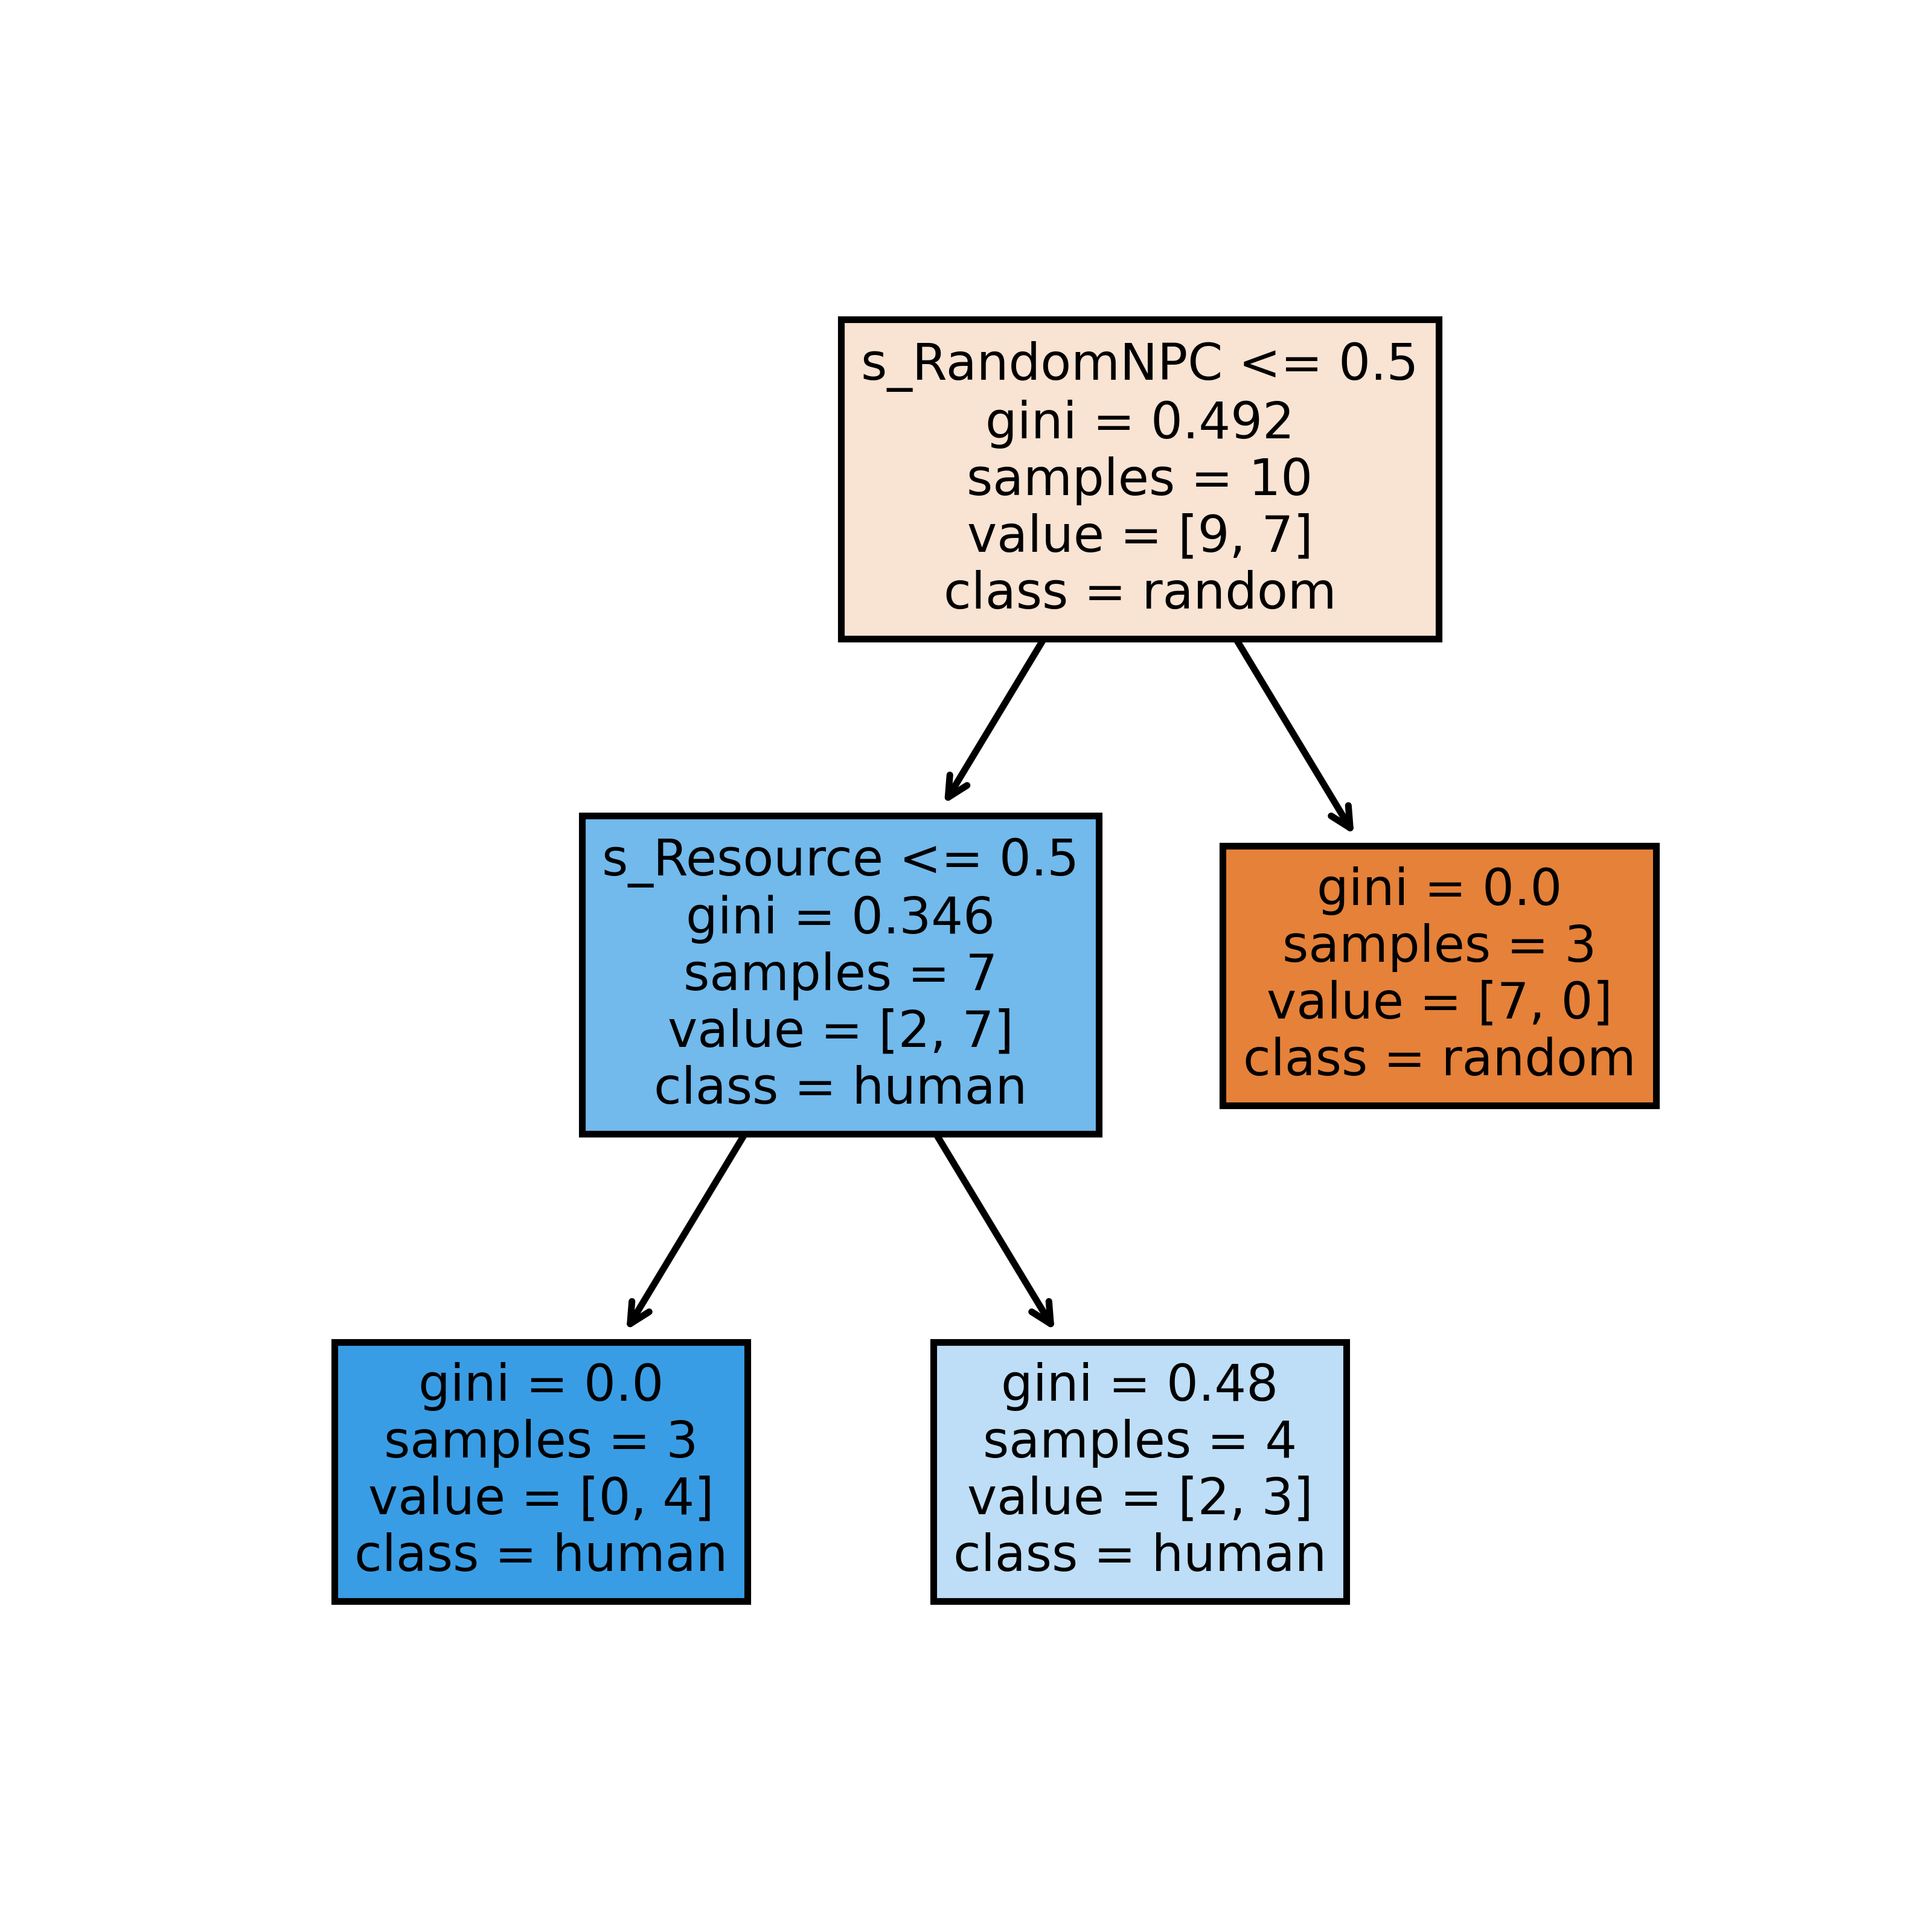 s_RandomNPC <= 0.5
gini = 0.492
samples = 10
value = [9, 7]
class = random
s_Resource <= 0.5
gini = 0.346
samples = 7
value = [2, 7]
class = human
gini = 0.0
samples = 3
value = [7, 0]
class = random
gini = 0.0
samples = 3
value = [0, 4]
class = human
gini = 0.48
samples = 4
value = [2, 3]
class = human